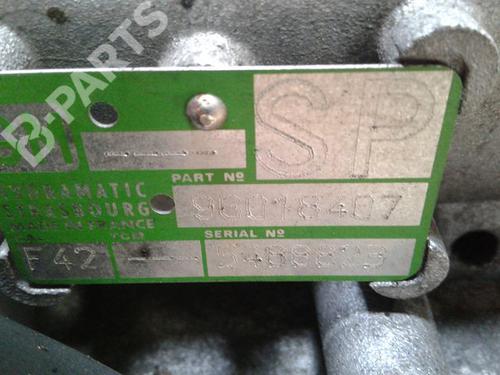 B-PARTS
SP
PART Nº
96018407
HYDRAMATIC
STRASBOURG
MADE IN FRANCE
SERIAL Nº
F42